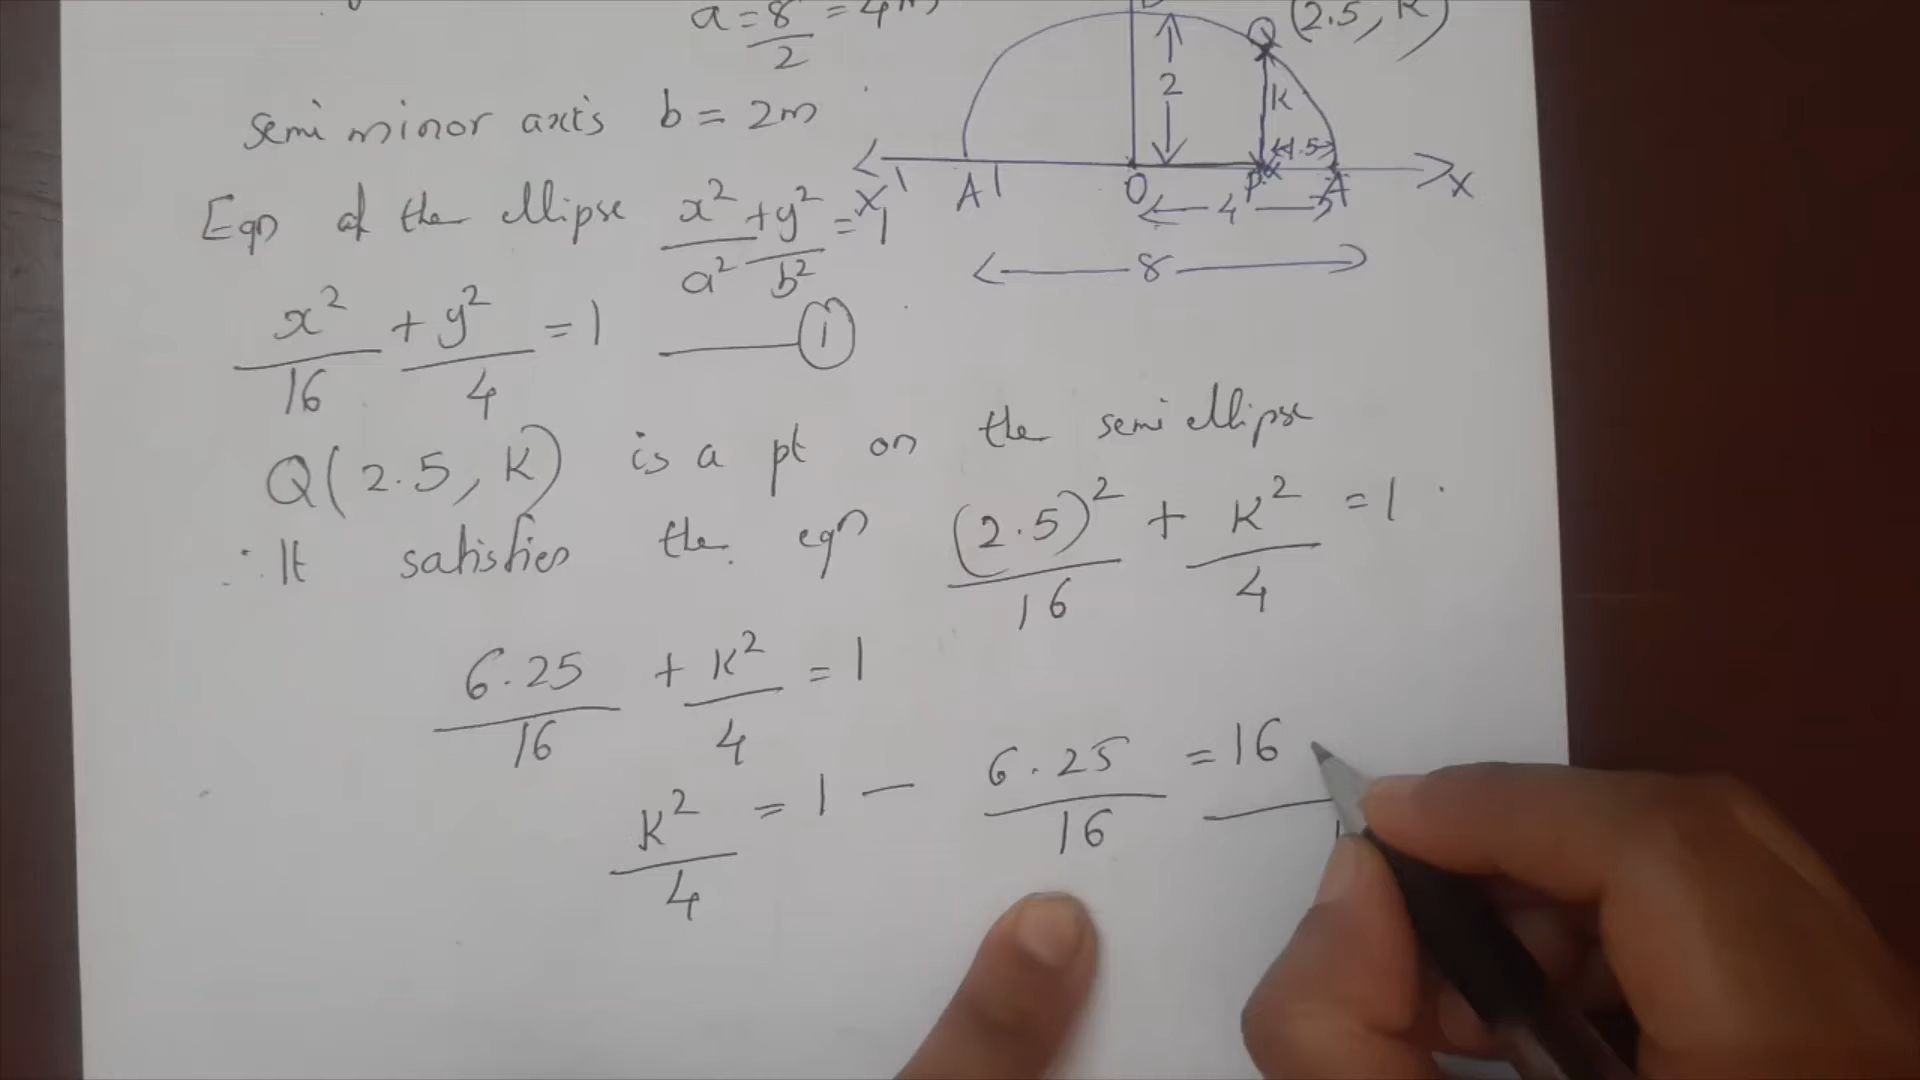 a = 8/2 = 4m
Q (2.5, K)
2
K
1.5
semi minor axis b = 2m
A' O P A X
X'
4
8
Eqn of the ellipse x²/a² + y²/b² = 1
x²/16 + y²/4 = 1 ——— ①
Q(2.5, K) is a pt on the semi ellipse
∴ It satisfies the eqn (2.5)²/16 + K²/4 = 1
6.25/16 + K²/4 = 1
K²/4 = 1 — 6.25/16 = 16